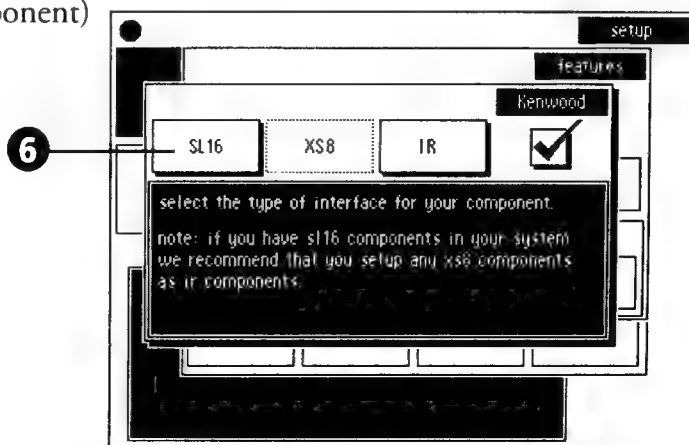 ponent)
setup
features
Kenwood
6
SL16
XS8
IR
select the type of interface for your component.
note: if you have sl16 components in your system
we recommend that you setup any xs8 components
as ir components.